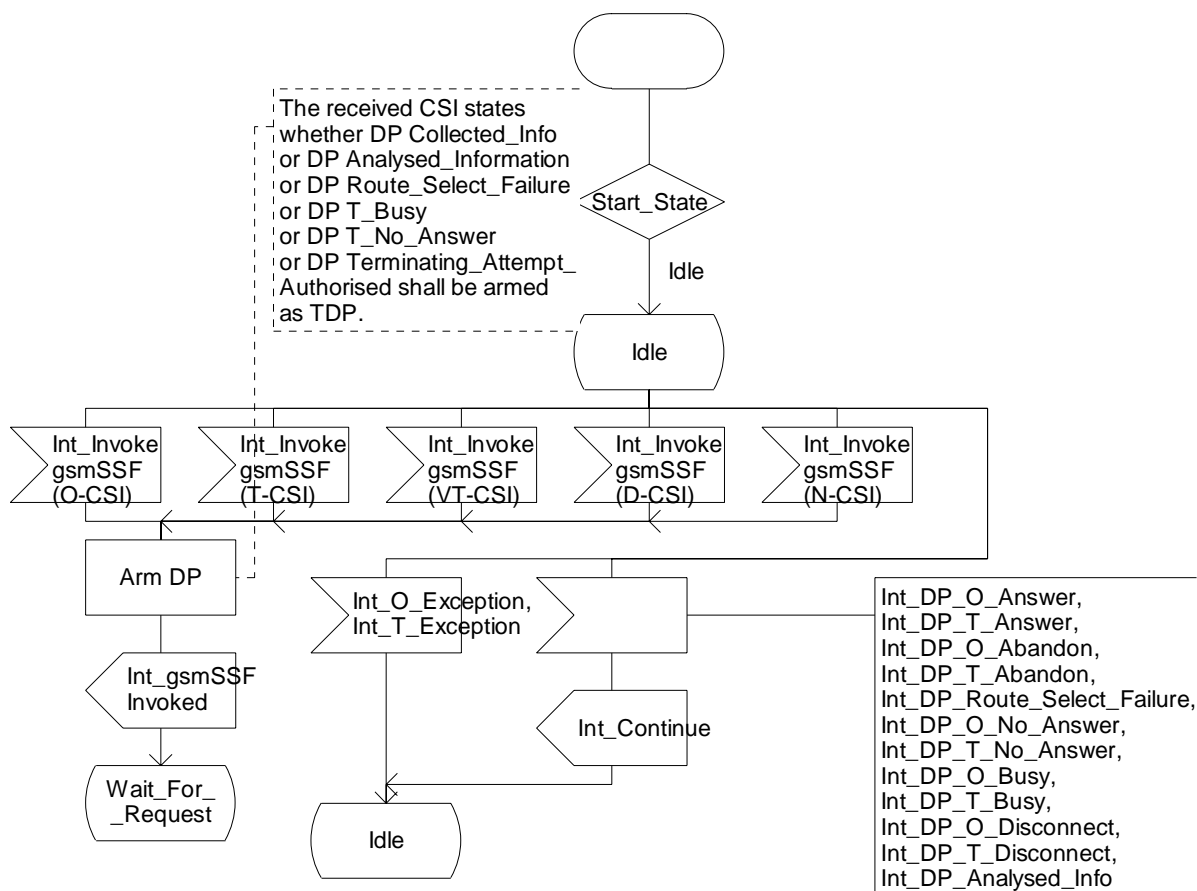 The received CSI states
whether DP Collected_Info
or DP Analysed_Information
or DP Route_Select_Failure
or DP T_Busy
or DP T_No_Answer
or DP Terminating_Attempt_
Authorised shall be armed
as TDP.
Start_State
Idle
Idle
Int_Invoke
gsmSSF
(O-CSI)
Int_Invoke
gsmSSF
(T-CSI)
Int_Invoke
gsmSSF
(VT-CSI)
Int_Invoke
gsmSSF
(D-CSI)
Int_Invoke
gsmSSF
(N-CSI)
Arm DP
Int_O_Exception,
Int_T_Exception
Int_DP_O_Answer,
Int_DP_T_Answer,
Int_DP_O_Abandon,
Int_DP_T_Abandon,
Int_DP_Route_Select_Failure,
Int_DP_O_No_Answer,
Int_DP_T_No_Answer,
Int_DP_O_Busy,
Int_DP_T_Busy,
Int_DP_O_Disconnect,
Int_DP_T_Disconnect,
Int_DP_Analysed_Info
Int_gsmSSF
Invoked
Int_Continue
Wait_For_
_Request
Idle